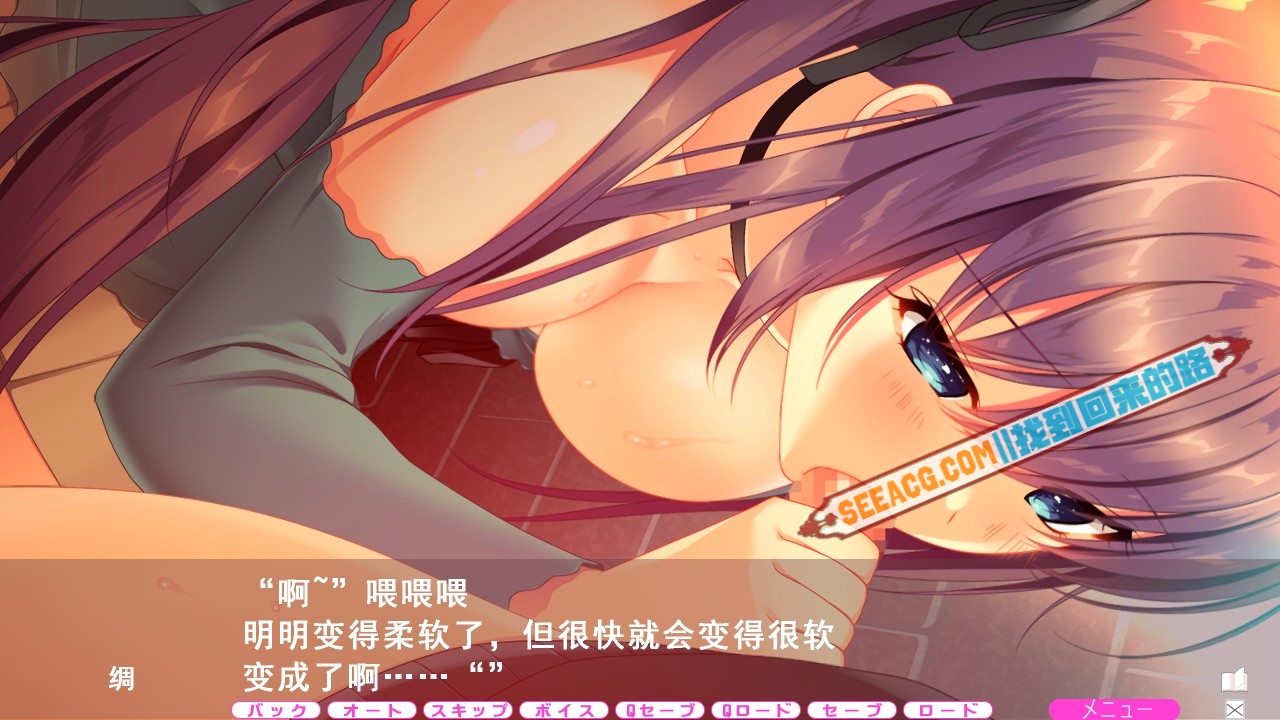 SEEACG.COM||找到回来的路
“啊~”喂喂喂
明明变得柔软了，但很快就会变得很软
绸
变成了啊……“”
バック オート スキップ ボイス Qセーブ Qロード セーブ ロード メニュー